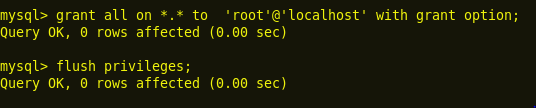 mysql> grant all on *.* to  'root'@'localhost' with grant option;
Query OK, 0 rows affected (0.00 sec)
mysql> flush privileges;
Query OK, 0 rows affected (0.00 sec)